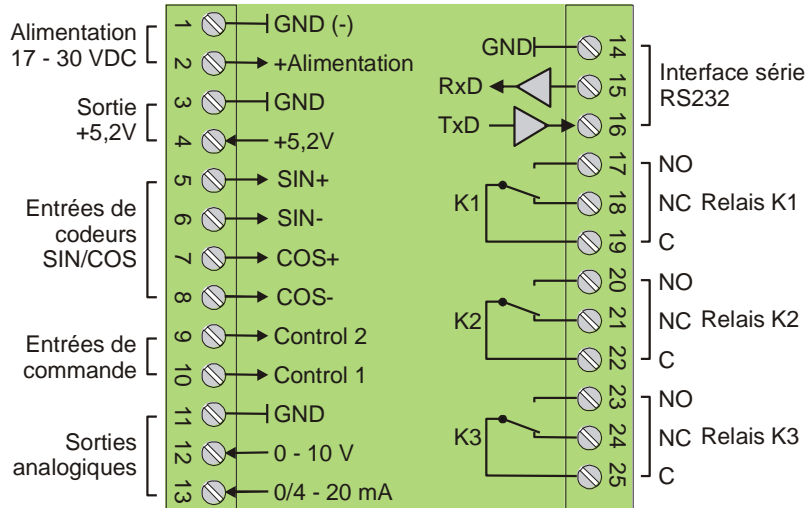 Alimentation
17 - 30 VDC
Sortie
+5,2V
Entrées de
codeurs
SIN/COS
Entrées de
commande
Sorties
analogiques
1 GND (-)
2 +Alimentation
3 GND
4 +5,2V
5 SIN+
6 SIN-
7 COS+
8 COS-
9 Control 2
10 Control 1
11 GND
12 0 - 10 V
13 0/4 - 20 mA
GND 14
RxD 15
TxD 16
Interface série
RS232
17 NO
K1 18 NC Relais K1
19 C
20 NO
K2 21 NC Relais K2
22 C
23 NO
K3 24 NC Relais K3
25 C